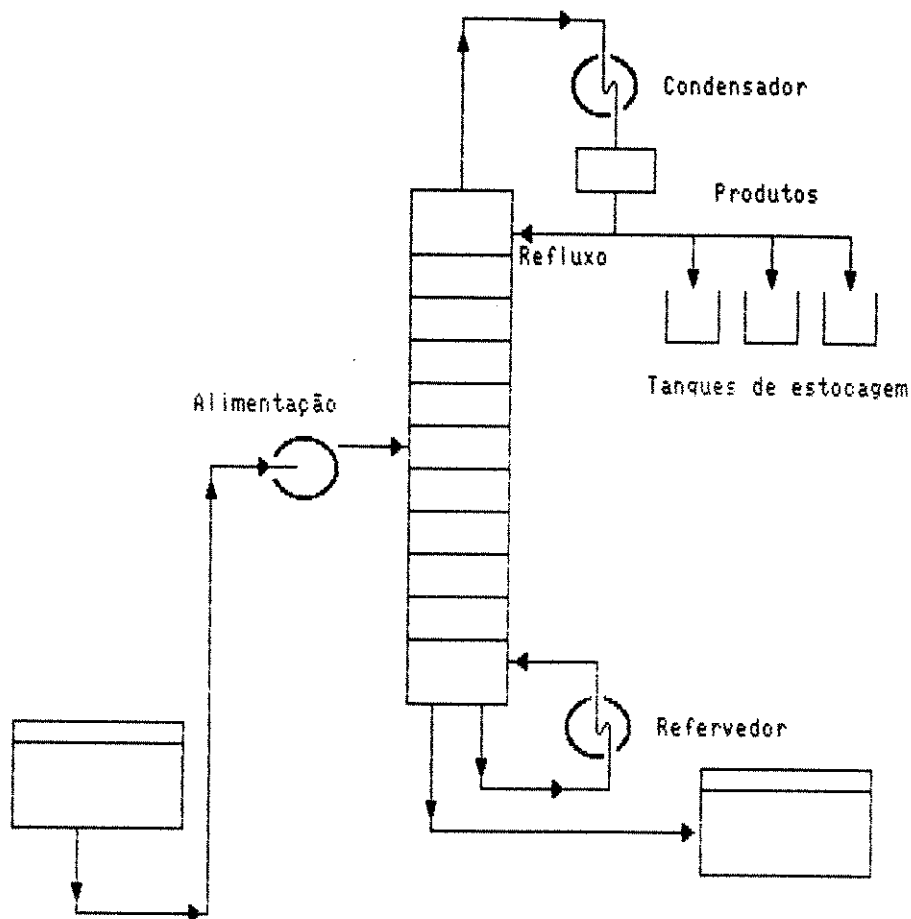 Condensador
Produtos
Refluxo
Tanques de estocagem
Alimentação
Refervedor